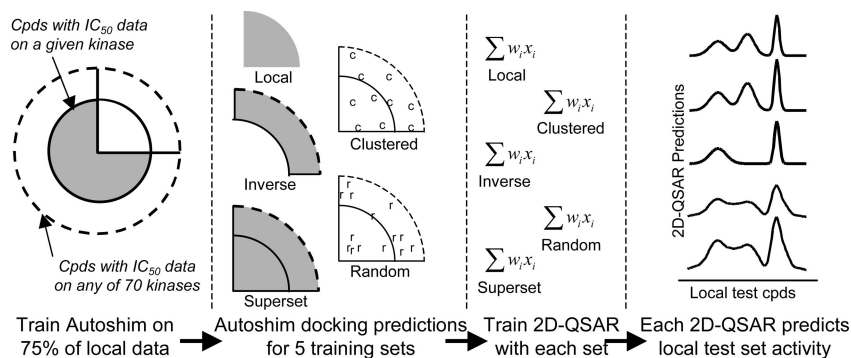 Cpds with IC50 data
on a given kinase
Cpds with IC50 data
on any of 70 kinases
Local
c
c c
c c
c
c c c
Clustered
Inverse
r
r r r
r
r r r
r r r r r
Random
Superset
∑ wixi
Local
∑ wixi
Clustered
∑ wixi
Inverse
∑ wixi
Random
∑ wixi
Superset
2D-QSAR Predictions
Local test cpds
Train Autoshim on
75% of local data
Autoshim docking predictions
for 5 training sets
Train 2D-QSAR
with each set
Each 2D-QSAR predicts
local test set activity